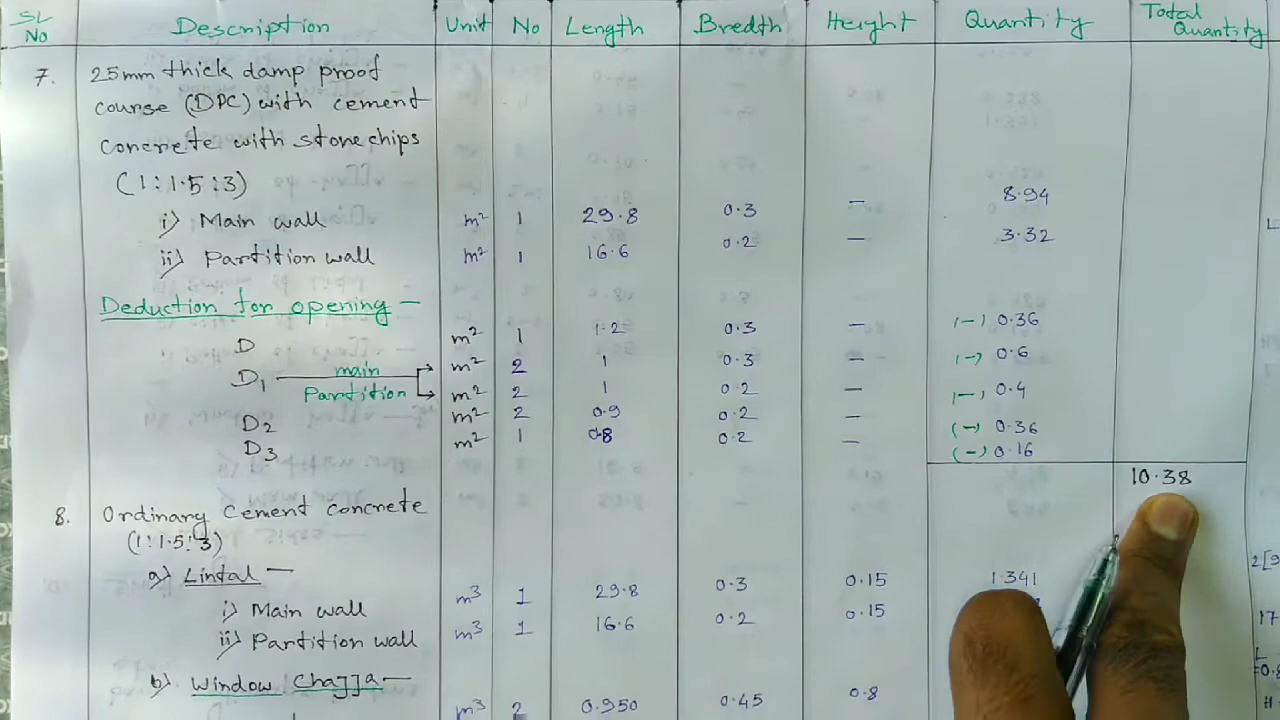 SL No Description Unit No Length Bredth Height Quantity Total Quantity
7. 25mm thick damp proof
course (DPC) with cement
concrete with stone chips
(1:1.5:3)
i) Main wall m² 1 29.8 0.3 — 8.94
ii) Partition wall m² 1 16.6 0.2 — 3.32
Deduction for opening —
D m² 1 1.2 0.3 — (-) 0.36
D1 main m² 2 1 0.3 — (-) 0.6
Partition m² 2 1 0.2 — (-) 0.4
D2 m² 2 0.9 0.2 — (-) 0.36
D3 m² 1 0.8 0.2 — (-) 0.16
10.38
8. Ordinary Cement concrete
(1:1.5:3)
a) Lintal —
i) Main wall m³ 1 29.8 0.3 0.15 1.341
ii) Partition wall m³ 1 16.6 0.2 0.15
b) Window Chajja —
m³ 2 0.950 0.45 0.8